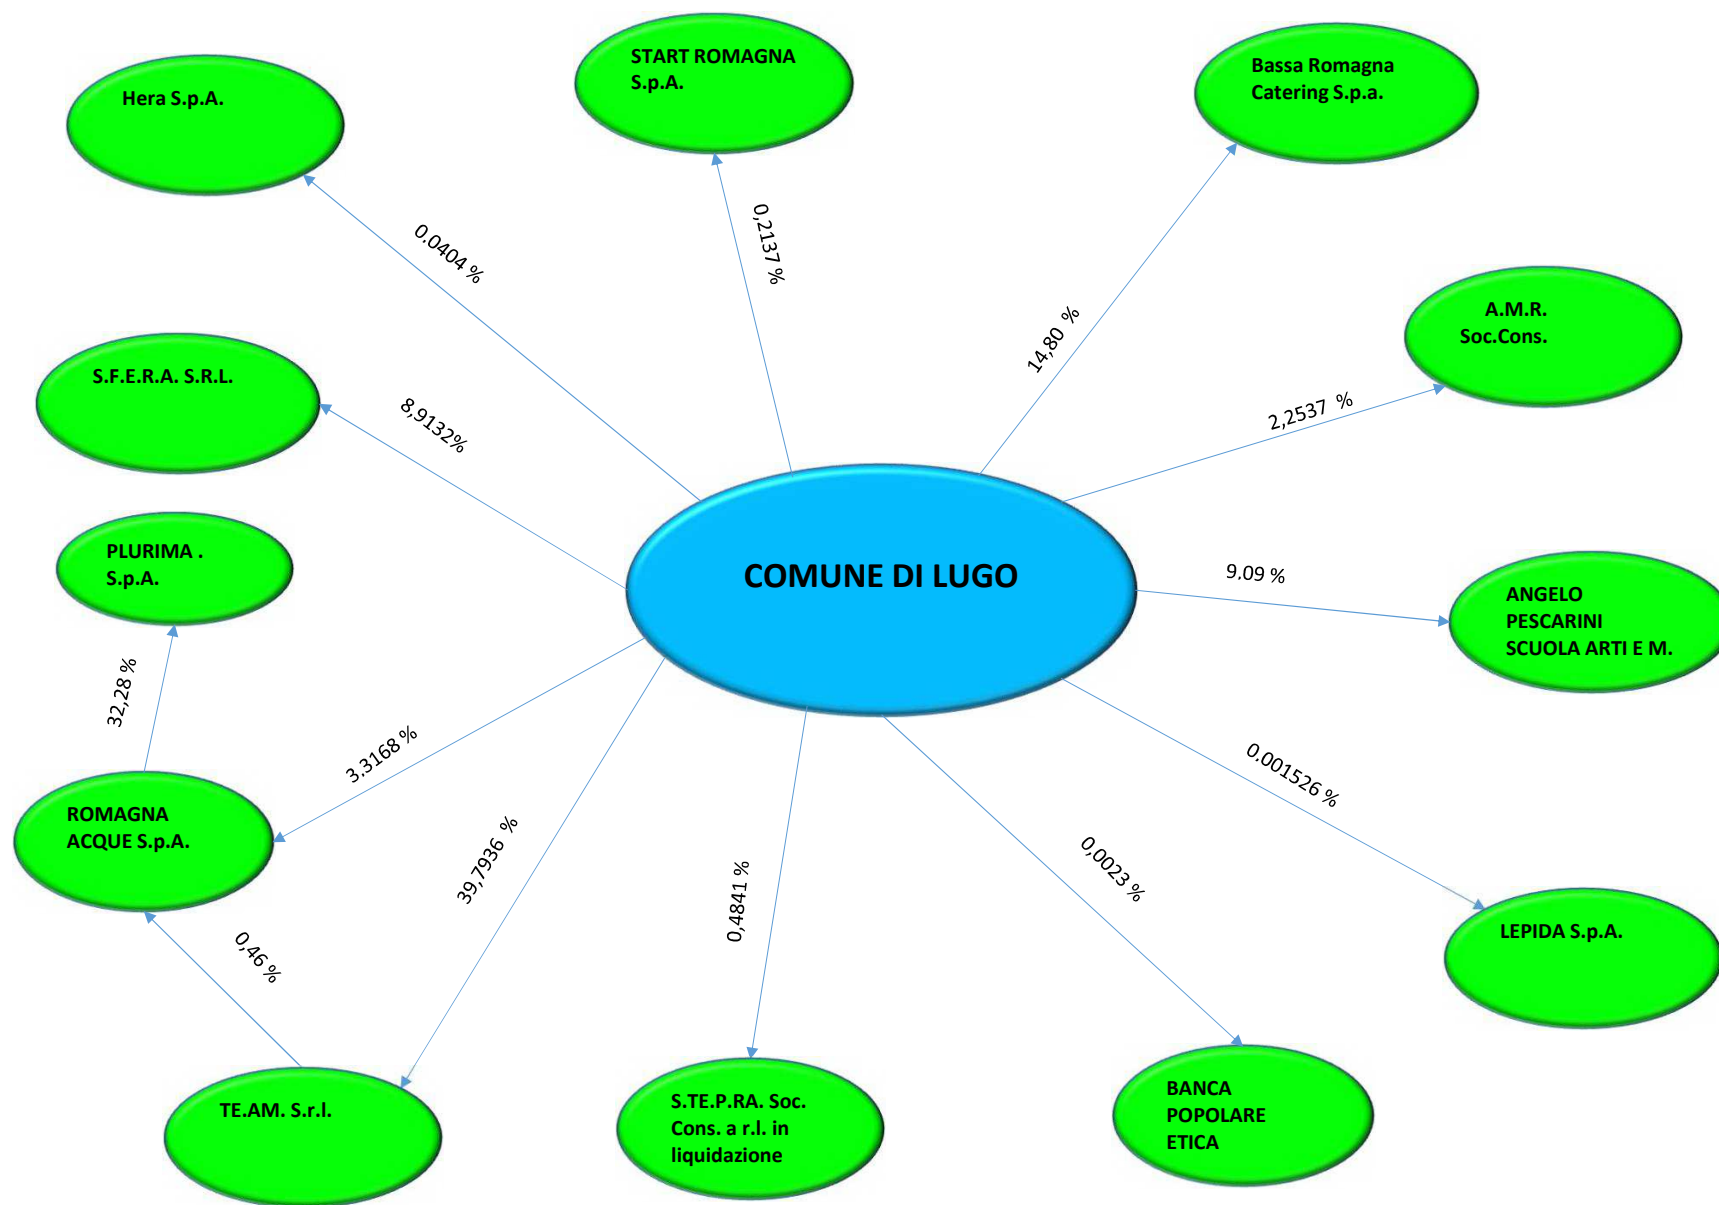 START ROMAGNA
S.p.A.
Bassa Romagna
Catering S.p.a.
Hera S.p.A.
0.0404 %
0,2137 %
14,80 %
A.M.R.
Soc.Cons.
2,2537 %
S.F.E.R.A. S.R.L.
8,9132%
PLURIMA .
S.p.A.
COMUNE DI LUGO
9.09 %
ANGELO
PESCARINI
SCUOLA ARTI E M.
32,28 %
3.3168 %
0.001526 %
ROMAGNA
ACQUE S.p.A.
39,7936 %
0,4841 %
0,0023 %
0,46 %
LEPIDA S.p.A.
TE.AM. S.r.l.
S.TE.P.RA. Soc.
Cons. a r.l. in
liquidazione
BANCA
POPOLARE
ETICA